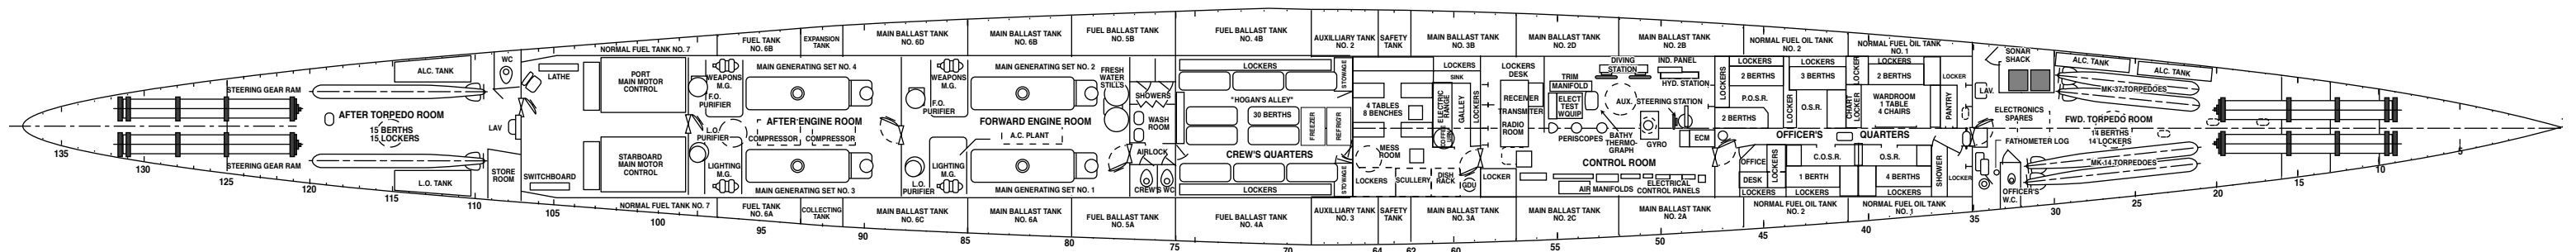 NORMAL FUEL TANK NO. 7
FUEL TANK
NO. 6B
EXPANSION
TANK
MAIN BALLAST TANK
NO. 6D
MAIN BALLAST TANK
NO. 6B
FUEL BALLAST TANK
NO. 5B
FUEL BALLAST TANK
NO. 4B
AUXILLIARY TANK
NO. 2
SAFETY
TANK
MAIN BALLAST TANK
NO. 3B
MAIN BALLAST TANK
NO. 2D
MAIN BALLAST TANK
NO. 2B
NORMAL FUEL OIL TANK
NO. 2
NORMAL FUEL OIL TANK
NO. 1
ALC. TANK
STEERING GEAR RAM
AFTER TORPEDO ROOM
15 BERTHS
15 LOCKERS
STEERING GEAR RAM
L.O. TANK
WC
LAV
STORE
ROOM
LATHE
SWITCHBOARD
PORT
MAIN MOTOR
CONTROL
STARBOARD
MAIN MOTOR
CONTROL
WEAPONS
M.G.
F.O.
PURIFIER
L.O.
PURIFIER
LIGHTING
M.G.
MAIN GENERATING SET NO. 4
AFTER ENGINE ROOM
COMPRESSOR
COMPRESSOR
MAIN GENERATING SET NO. 3
WEAPONS
M.G.
F.O.
PURIFIER
LIGHTING
M.G.
L.O.
PURIFIER
MAIN GENERATING SET NO. 2
FORWARD ENGINE ROOM
A.C. PLANT
MAIN GENERATING SET NO. 1
FRESH
WATER
STILLS
SHOWERS
WASH
ROOM
AIRLOCK
CREW'S WC
LOCKERS
"HOGAN'S ALLEY"
30 BERTHS
FREEZER
REFRIG'R
CREW'S QUARTERS
LOCKERS
STOWAGE
STOWAGE
4 TABLES
8 BENCHES
MESS
ROOM
LOCKERS
SCULLERY
DISH
RACK
GDU
LOCKERS
SINK
ELECTRIC
RANGE
GALLEY
LOCKERS
LOCKER
LOCKERS
DESK
RECEIVER
TRANSMITTER
RADIO
ROOM
TRIM
MANIFOLD
ELECT
TEST
WQUIP
PERISCOPES
DIVING
STATION
IND. PANEL
HYD. STATION
AUX. STEERING STATION
BATHY
THERMO-
GRAPH
GYRO
ECM
CONTROL ROOM
AIR MANIFOLDS
ELECTRICAL
CONTROL PANELS
LOCKERS
LOCKERS
2 BERTHS
P.O.S.R.
2 BERTHS
LOCKER
LOCKERS
3 BERTHS
O.S.R.
LOCKER
CHART
LOCKER
LOCKERS
2 BERTHS
WARDROOM
1 TABLE
4 CHAIRS
LOCKER
PANTRY
OFFICER'S QUARTERS
OFFICE
DESK
LOCKERS
LOCKERS
C.O.S.R.
1 BERTH
LOCKERS
O.S.R.
4 BERTHS
LOCKERS
SHOWER
LOCKER
SONAR
SHACK
LAV.
ELECTRONICS
SPARES
FATHOMETER LOG
OFFICER'S
W.C.
ALC. TANK
ALC. TANK
MK-37 TORPEDOES
FWD. TORPEDO ROOM
14 BERTHS
14 LOCKERS
MK-14 TORPEDOES
NORMAL FUEL TANK NO. 7
FUEL TANK
NO. 6A
COLLECTING
TANK
MAIN BALLAST TANK
NO. 6C
MAIN BALLAST TANK
NO. 6A
FUEL BALLAST TANK
NO. 5A
FUEL BALLAST TANK
NO. 4A
AUXILLIARY TANK
NO. 3
SAFETY
TANK
MAIN BALLAST TANK
NO. 3A
MAIN BALLAST TANK
NO. 2C
MAIN BALLAST TANK
NO. 2A
NORMAL FUEL OIL TANK
NO. 2
NORMAL FUEL OIL TANK
NO. 1
135 130 125 120 115 110 105 100 95 90 85 80 75 70 64 62 60 55 50 45 40 35 30 25 20 15 10 5